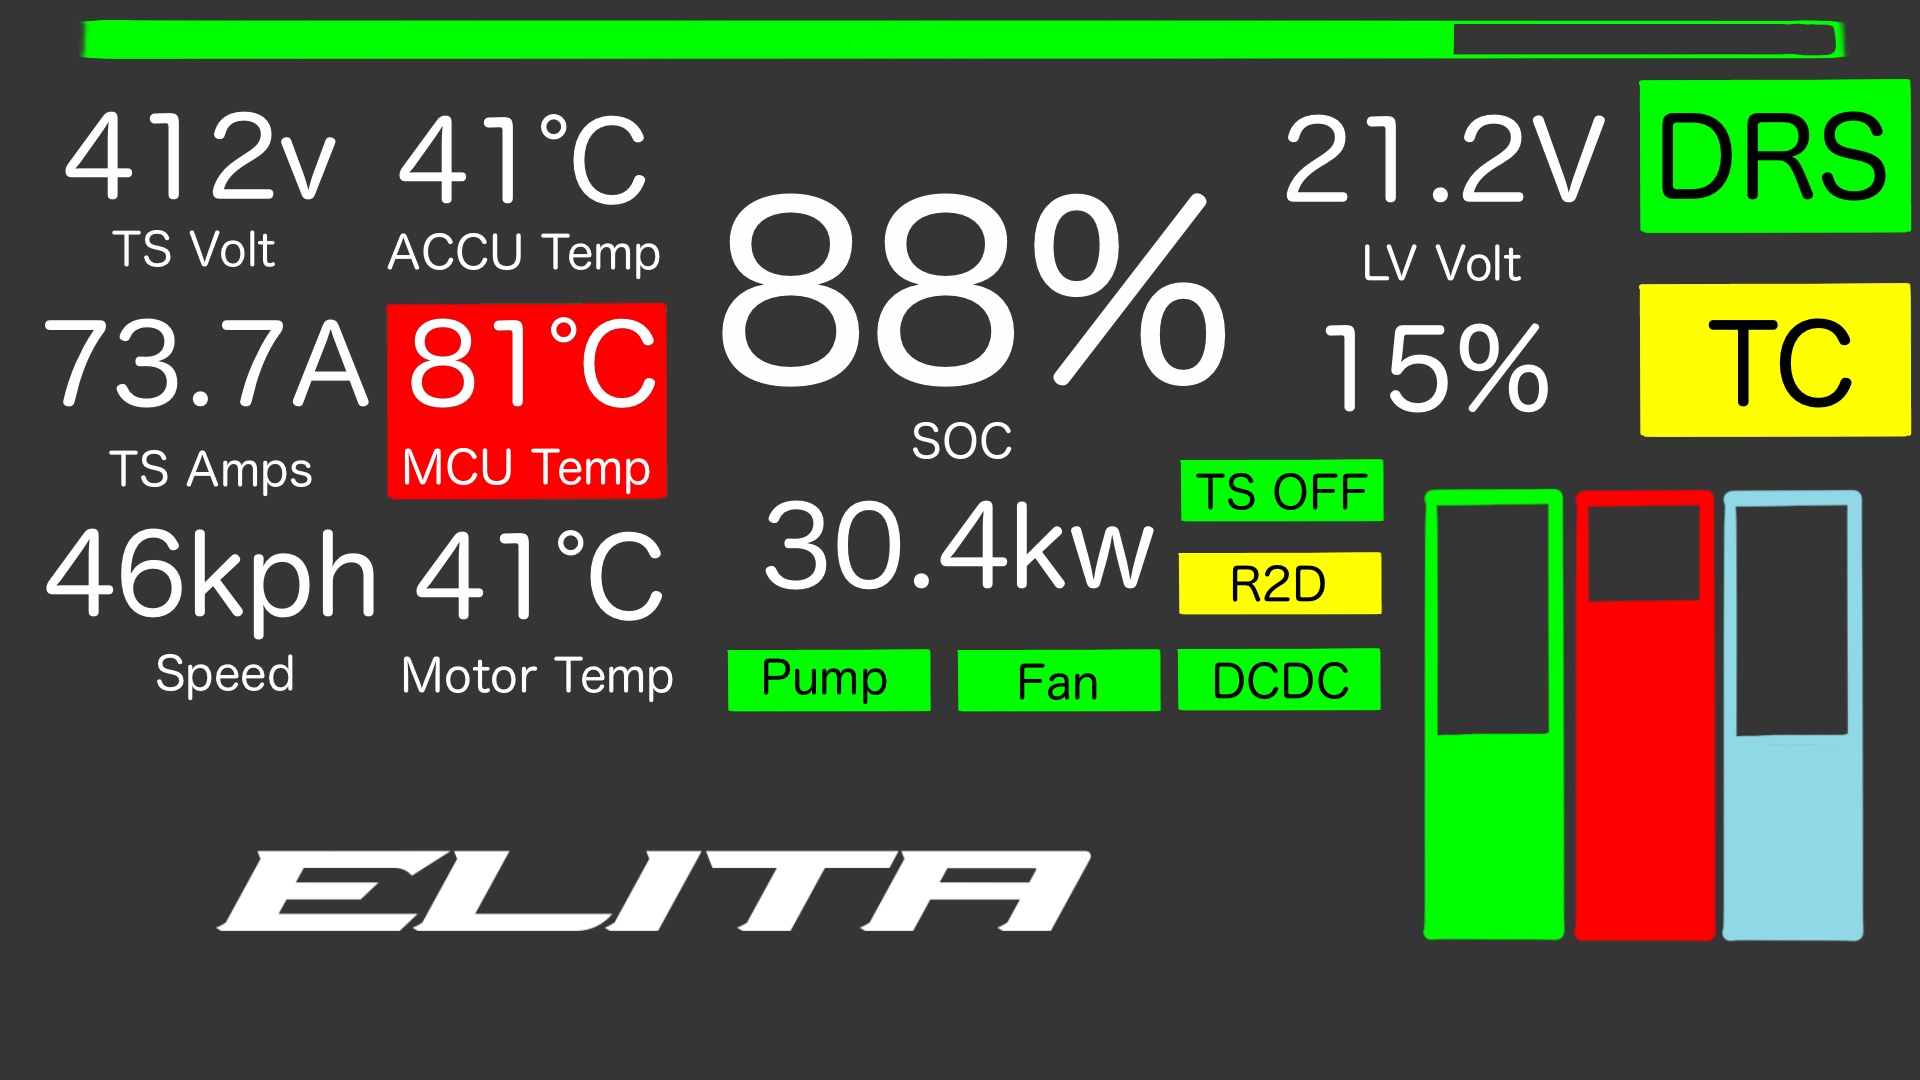 412v
TS Volt
41°C
ACCU Temp
88%
SOC
21.2V
LV Volt
DRS
73.7A
TS Amps
81°C
MCU Temp
15%
TC
46kph
Speed
41°C
Motor Temp
30.4kw
TS OFF
R2D
Pump
Fan
DCDC
ELITA